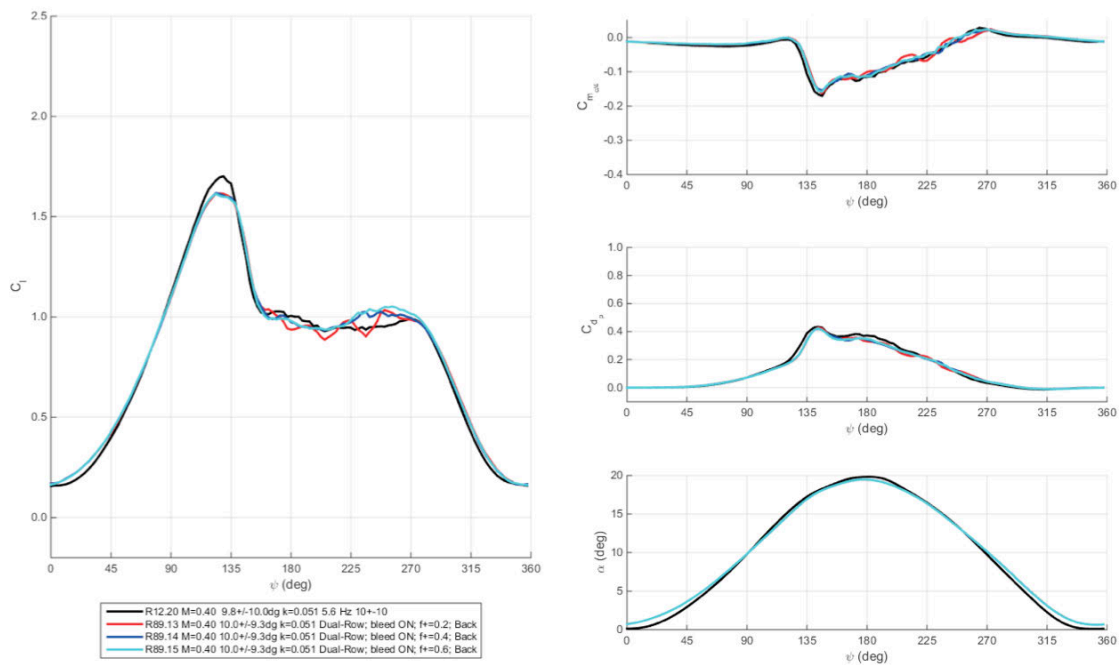 2.5
2.0
1.5
1.0
0.5
0.0
C_l
0 45 90 135 180 225 270 315 360
ψ (deg)
R12.20 M=0.40 9.8+/-10.0dg k=0.051 5.6 Hz 10+-10
R89.13 M=0.40 10.0+/-9.3dg k=0.051 Dual-Row; bleed ON; f+=0.2; Back
R89.14 M=0.40 10.0+/-9.3dg k=0.051 Dual-Row; bleed ON; f+=0.4; Back
R89.15 M=0.40 10.0+/-9.3dg k=0.051 Dual-Row; bleed ON; f+=0.6; Back
0.0
-0.1
-0.2
-0.3
-0.4
C_m
0 45 90 135 180 225 270 315 360
ψ (deg)
1.0
0.8
0.6
0.4
0.2
0.0
C_d_p
0 45 90 135 180 225 270 315 360
ψ (deg)
20
15
10
5
0
α (deg)
0 45 90 135 180 225 270 315 360
ψ (deg)